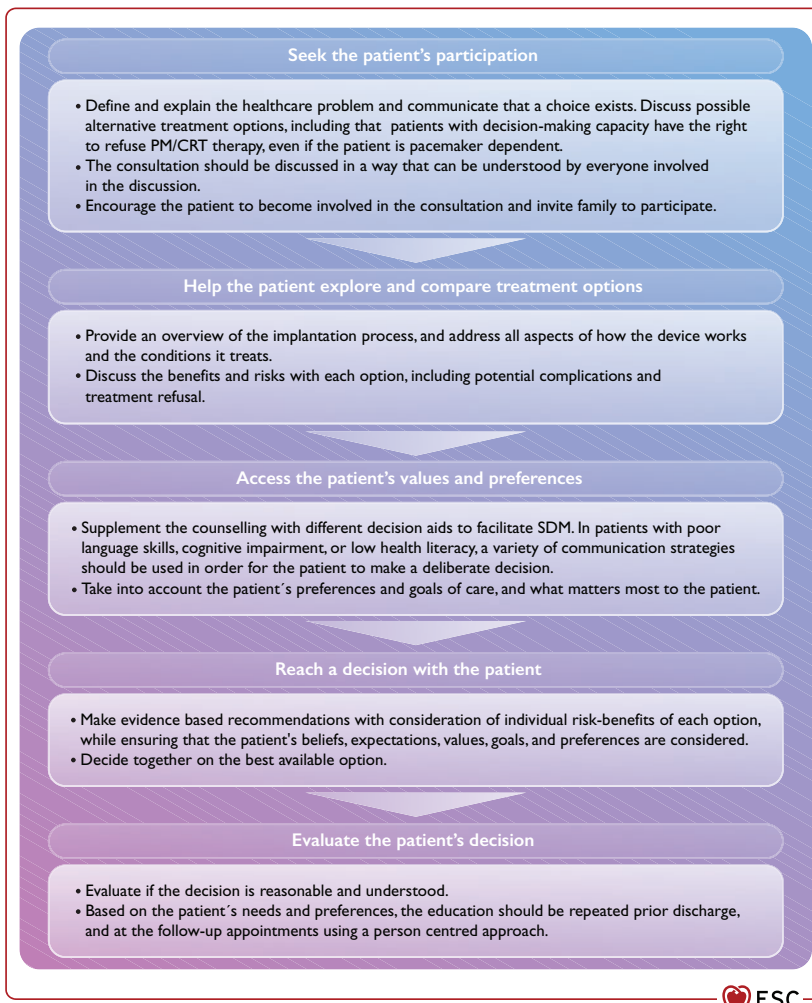 Seek the patient's participation
• Define and explain the healthcare problem and communicate that a choice exists. Discuss possible
alternative treatment options, including that patients with decision-making capacity have the right
to refuse PM/CRT therapy, even if the patient is pacemaker dependent.
• The consultation should be discussed in a way that can be understood by everyone involved
in the discussion.
• Encourage the patient to become involved in the consultation and invite family to participate.
Help the patient explore and compare treatment options
• Provide an overview of the implantation process, and address all aspects of how the device works
and the conditions it treats.
• Discuss the benefits and risks with each option, including potential complications and
treatment refusal.
Access the patient's values and preferences
• Supplement the counselling with different decision aids to facilitate SDM. In patients with poor
language skills, cognitive impairment, or low health literacy, a variety of communication strategies
should be used in order for the patient to make a deliberate decision.
• Take into account the patient´s preferences and goals of care, and what matters most to the patient.
Reach a decision with the patient
• Make evidence based recommendations with consideration of individual risk-benefits of each option,
while ensuring that the patient's beliefs, expectations, values, goals, and preferences are considered.
• Decide together on the best available option.
Evaluate the patient's decision
• Evaluate if the decision is reasonable and understood.
• Based on the patient´s needs and preferences, the education should be repeated prior discharge,
and at the follow-up appointments using a person centred approach.
ESC